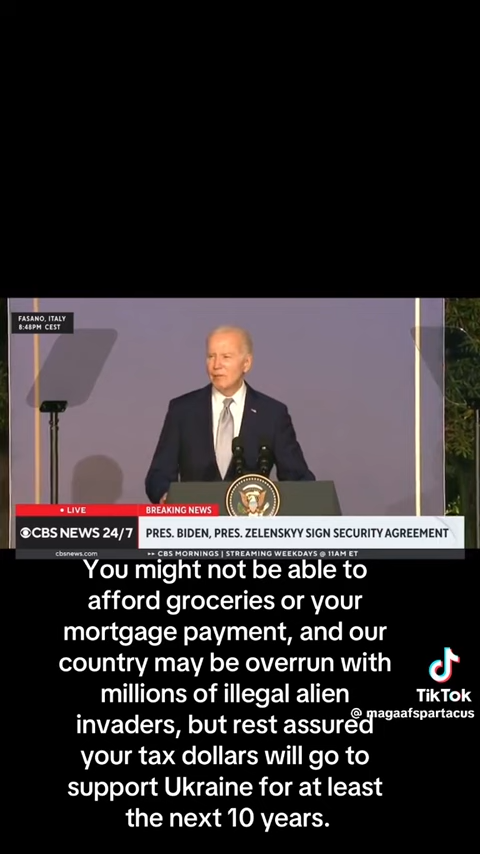 FASANO, ITALY
8:48PM CEST
• LIVE
BREAKING NEWS
CBS NEWS 24/7
PRES. BIDEN, PRES. ZELENSKYY SIGN SECURITY AGREEMENT
cbsnews.com
▸▸ CBS MORNINGS | STREAMING WEEKDAYS @ 11AM ET
You might not be able to
afford groceries or your
mortgage payment, and our
country may be overrun with
millions of illegal alien
invaders, but rest assured
your tax dollars will go to
support Ukraine for at least
the next 10 years.
TikTok
@ magaafspartacus